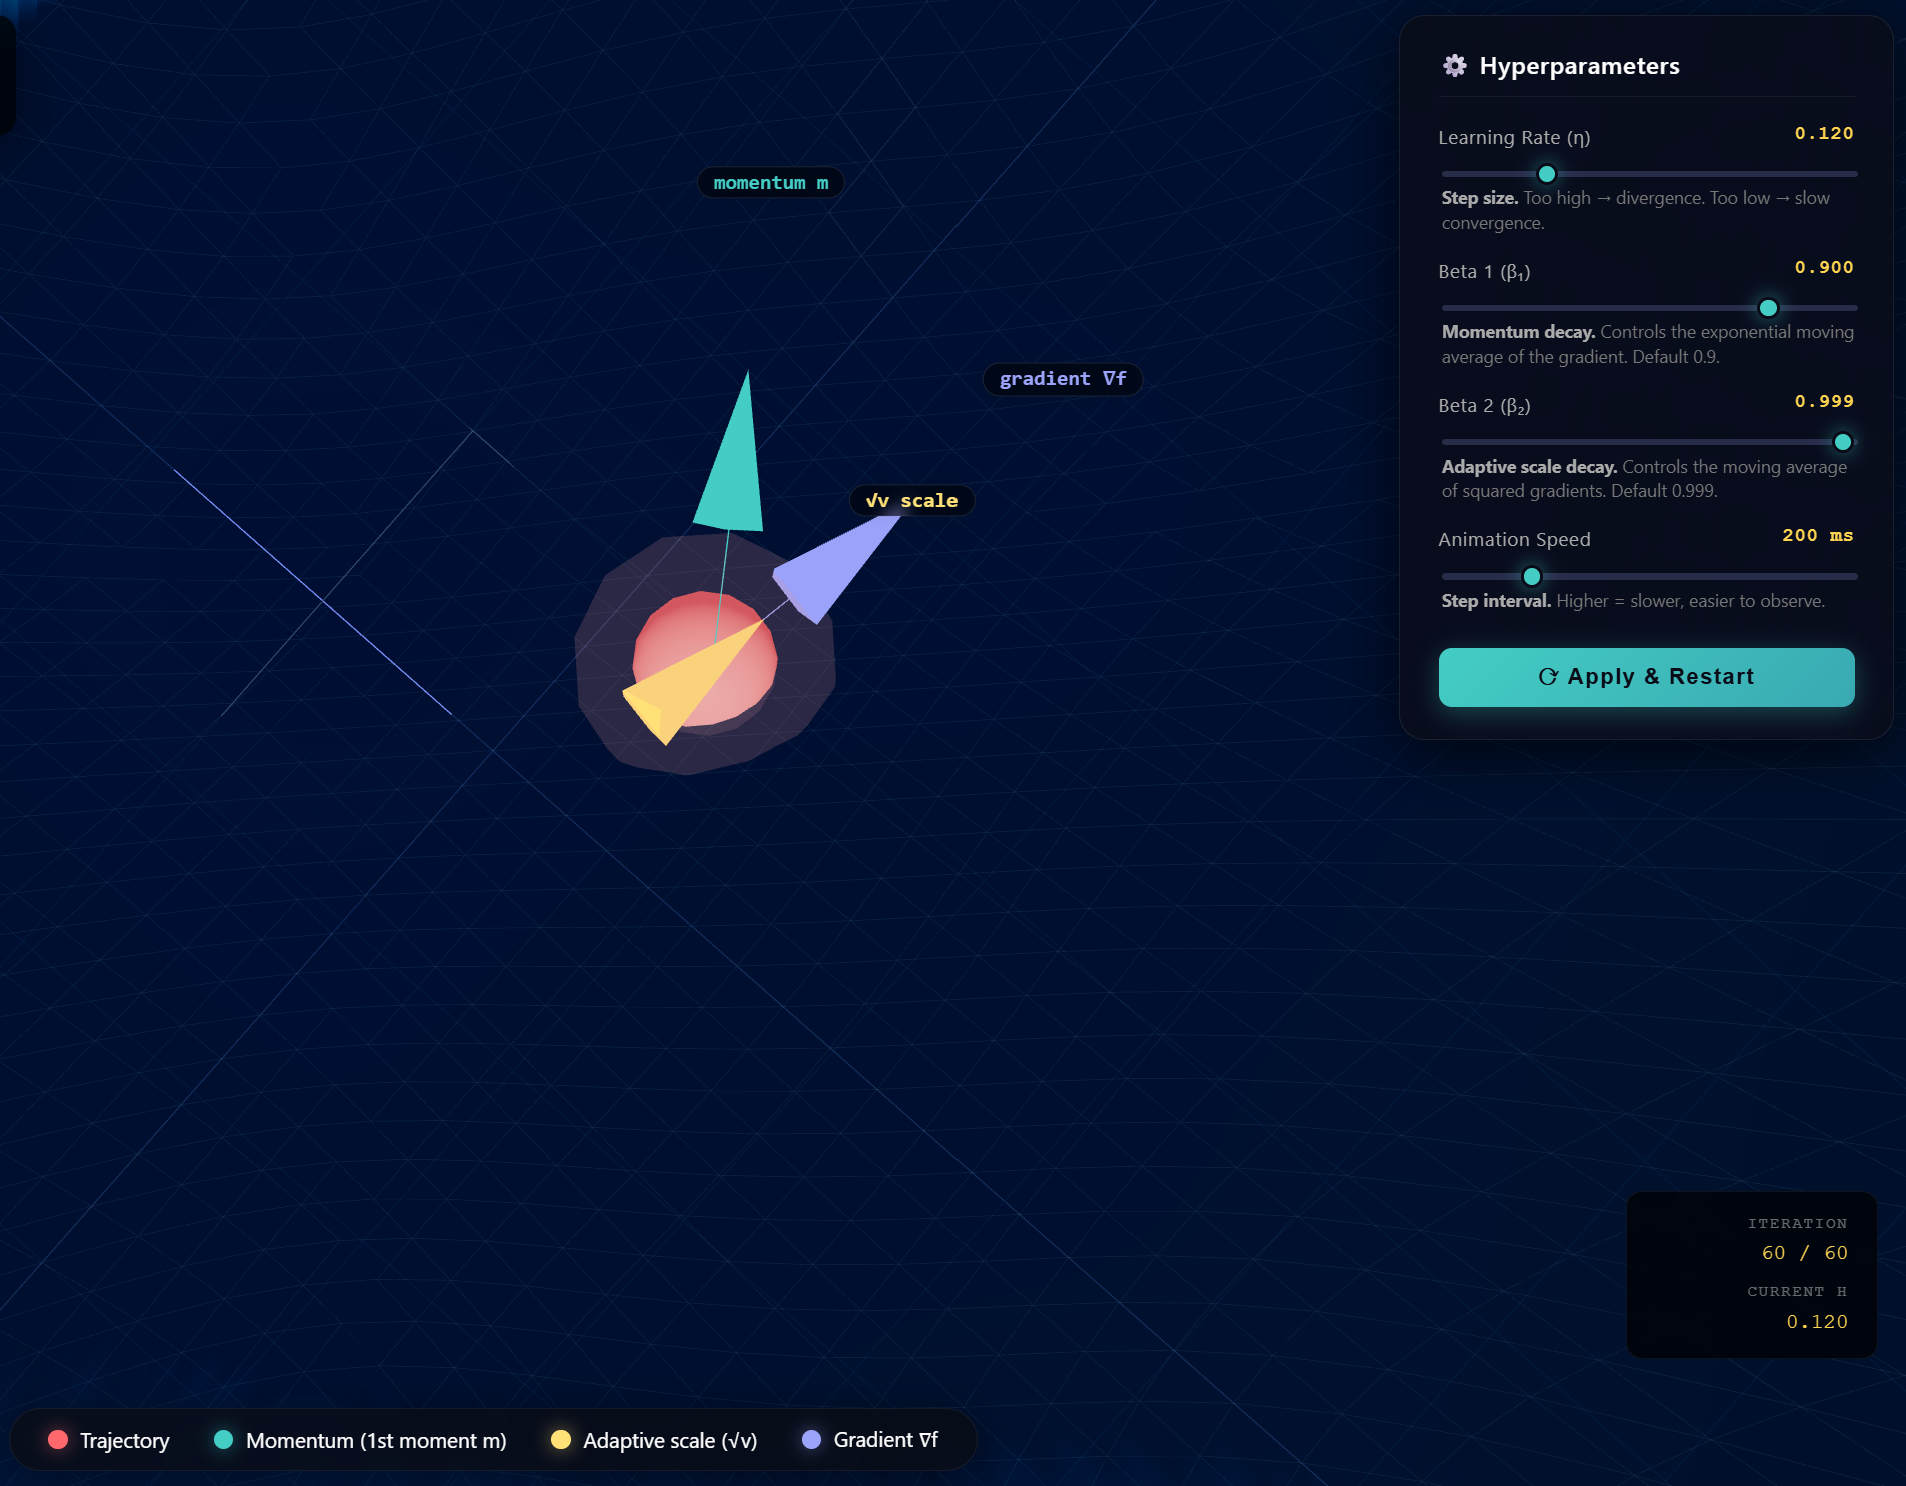 momentum m
gradient ∇f
√v scale
Hyperparameters
Learning Rate (η)
0.120
Step size. Too high → divergence. Too low → slow
convergence.
Beta 1 (β₁)
0.900
Momentum decay. Controls the exponential moving
average of the gradient. Default 0.9.
Beta 2 (β₂)
0.999
Adaptive scale decay. Controls the moving average
of squared gradients. Default 0.999.
Animation Speed
200 ms
Step interval. Higher = slower, easier to observe.
⟳ Apply & Restart
ITERATION
60 / 60
CURRENT Η
0.120
Trajectory
Momentum (1st moment m)
Adaptive scale (√v)
Gradient ∇f